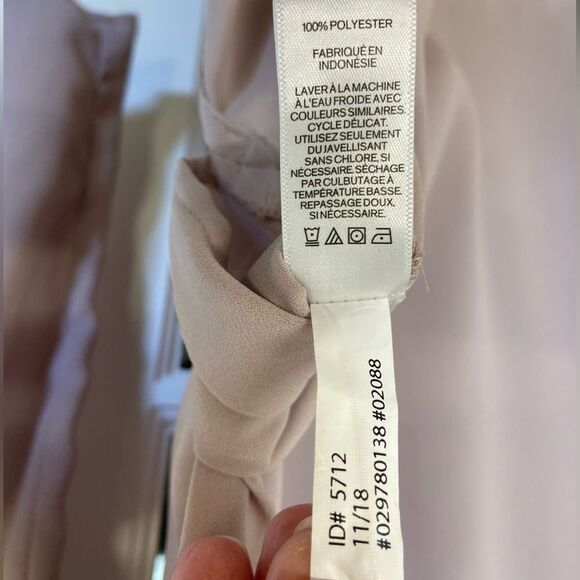 100% POLYESTER
FABRIQUÉ EN
INDONÉSIE
LAVER À LA MACHINE
À L'EAU FROIDE AVEC
COULEURS SIMILAIRES.
CYCLE DÉLICAT.
UTILISEZ SEULEMENT
DU JAVELLISANT
SANS CHLORE, SI
NÉCESSAIRE. SÉCHAGE
PAR CULBUTAGE À
TEMPÉRATURE BASSE.
REPASSAGE DOUX,
SI NÉCESSAIRE.
ID# 5712
11/18
#029780138 #02088